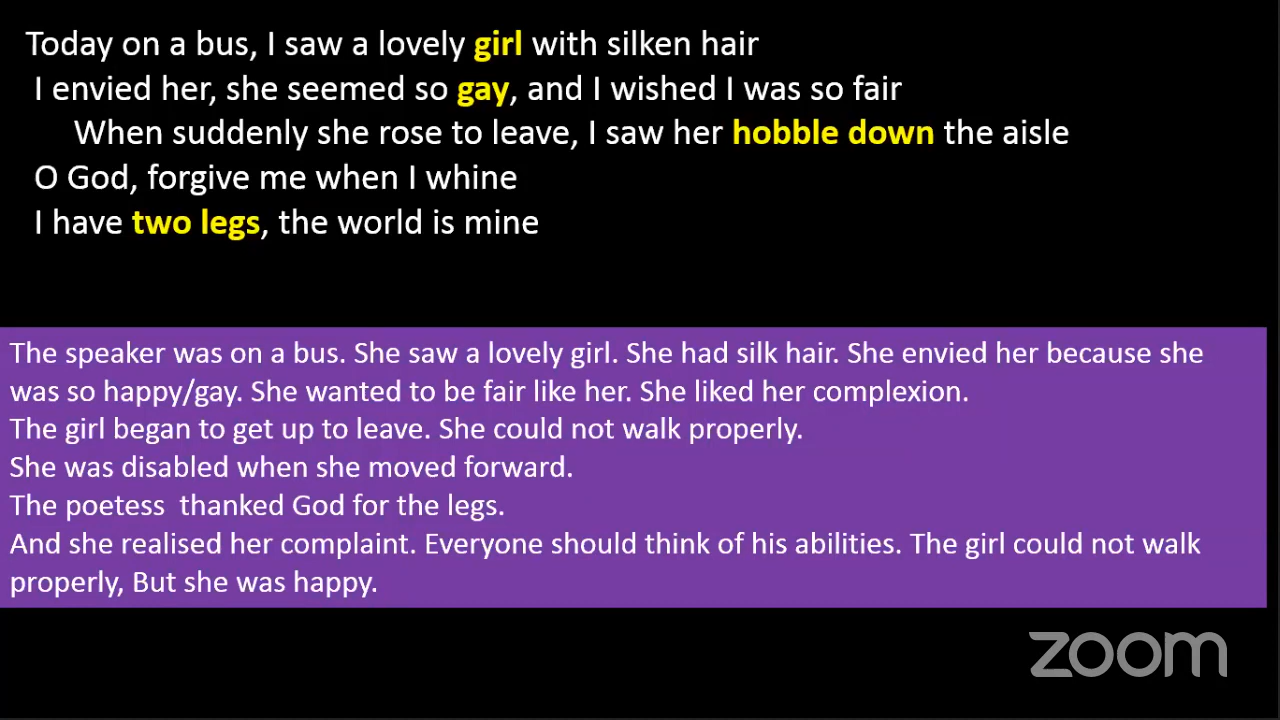 Today on a bus, I saw a lovely girl with silken hair
I envied her, she seemed so gay, and I wished I was so fair
When suddenly she rose to leave, I saw her hobble down the aisle
O God, forgive me when I whine
I have two legs, the world is mine
The speaker was on a bus. She saw a lovely girl. She had silk hair. She envied her because she
was so happy/gay. She wanted to be fair like her. She liked her complexion.
The girl began to get up to leave. She could not walk properly.
She was disabled when she moved forward.
The poetess  thanked God for the legs.
And she realised her complaint. Everyone should think of his abilities. The girl could not walk
properly, But she was happy.
zoom